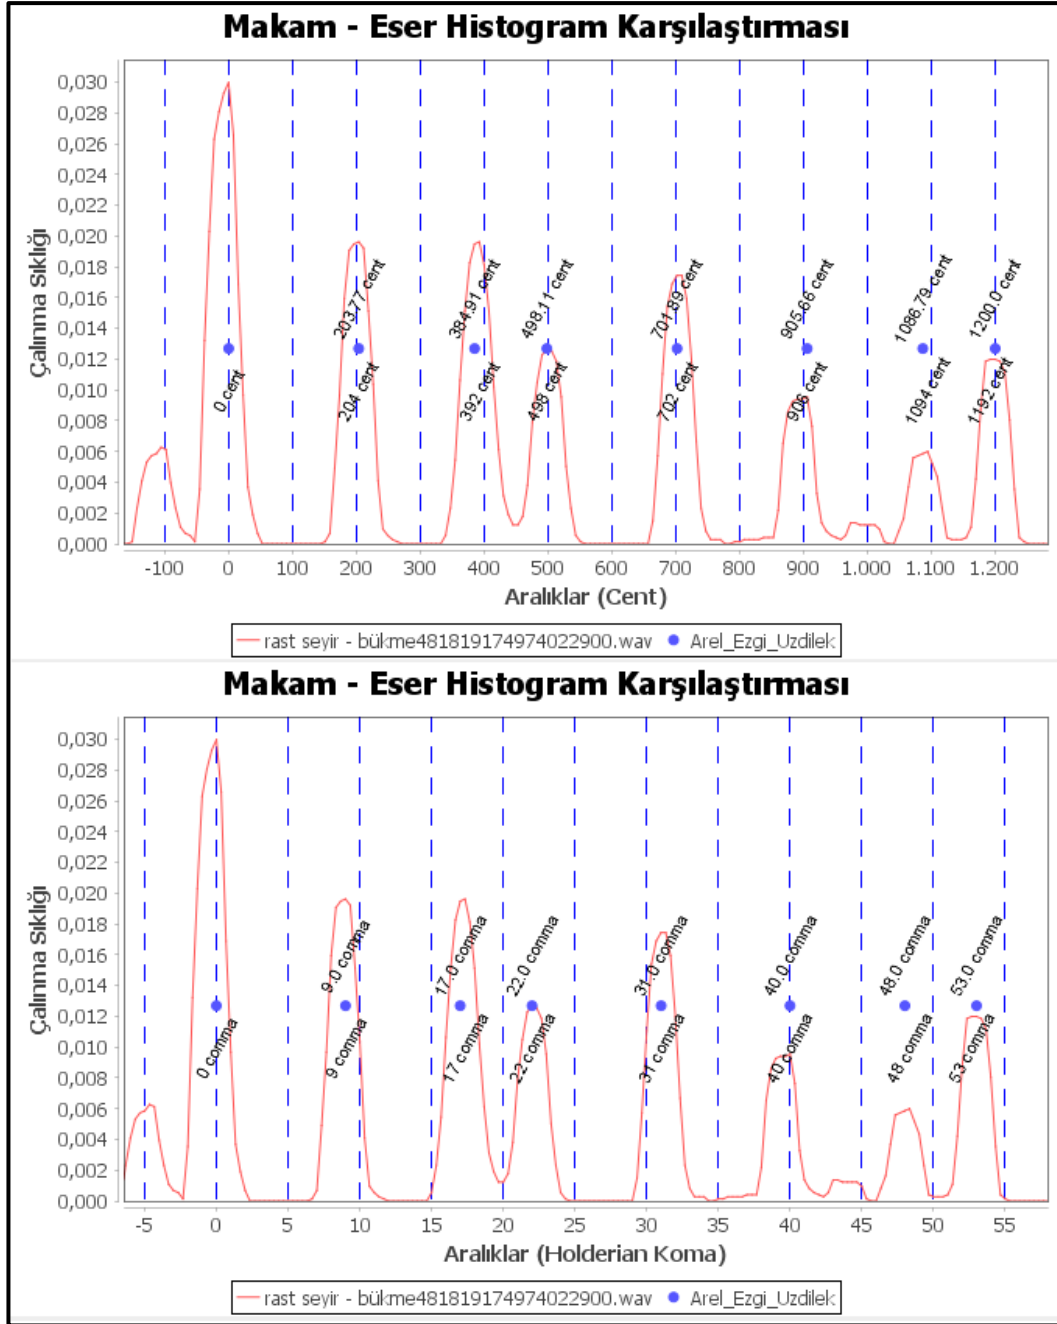 Makam - Eser Histogram Karşılaştırması
0,030
0,028
0,026
0,024
0,022
0,020
0,018
0,016
0,014
0,012
0,010
0,008
0,006
0,004
0,002
0,000
Çalınma Sıklığı
203.77 cent
384.91 cent
498.11 cent
701.89 cent
905.66 cent
1086.79 cent
1200.0 cent
0 cent
204 cent
392 cent
498 cent
702 cent
906 cent
1094 cent
1192 cent
-100 0 100 200 300 400 500 600 700 800 900 1.000 1.100 1.200
Aralıklar (Cent)
rast seyir - bükme481819174974022900.wav Arel_Ezgi_Uzdilek
Makam - Eser Histogram Karşılaştırması
0,030
0,028
0,026
0,024
0,022
0,020
0,018
0,016
0,014
0,012
0,010
0,008
0,006
0,004
0,002
0,000
Çalınma Sıklığı
9.0 comma
17.0 comma
22.0 comma
31.0 comma
40.0 comma
48.0 comma
53.0 comma
0 comma
9 comma
17 comma
22 comma
31 comma
40 comma
48 comma
53 comma
-5 0 5 10 15 20 25 30 35 40 45 50 55
Aralıklar (Holderian Koma)
rast seyir - bükme481819174974022900.wav Arel_Ezgi_Uzdilek